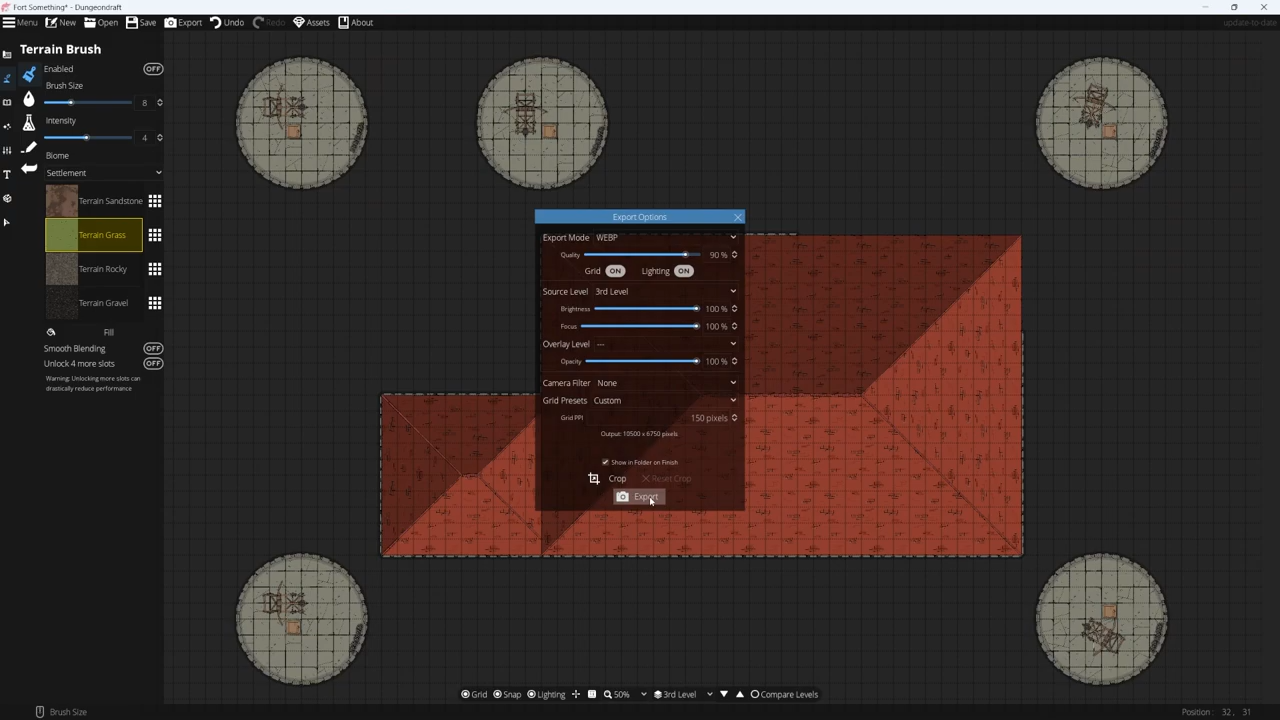 Fort Something* - Dungeondraft
Menu New Open Save Export Undo Redo Assets About update-to-date
Terrain Brush
Enabled OFF
Brush Size
8
Intensity
4
Biome
Settlement
Terrain Sandstone
Terrain Grass
Terrain Rocky
Terrain Gravel
Fill
Smooth Blending OFF
Unlock 4 more slots OFF
Warning: Unlocking more slots can
drastically reduce performance
Export Options
Export Mode WEBP
Quality 90 %
Grid ON Lighting ON
Source Level 3rd Level
Brightness 100 %
Focus 100 %
Overlay Level ---
Opacity 100 %
Camera Filter None
Grid Presets Custom
Grid PPI 150 pixels
Output: 10500 x 6750 pixels
Show in Folder on Finish
Crop Reset Crop
Export
Grid Snap Lighting 50% 3rd Level Compare Levels
Brush Size Position : 32, 31